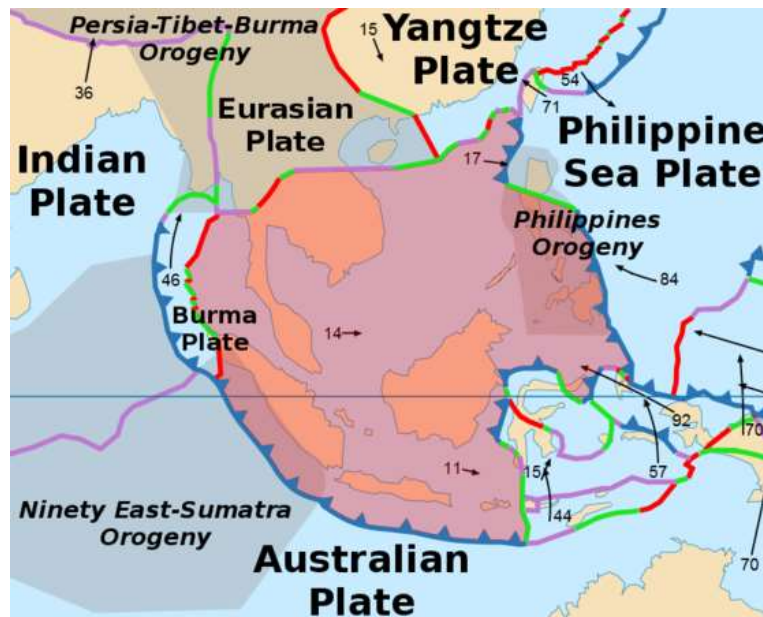 Persia-Tibet-Burma
Orogeny
15
Yangtze
Plate
54
36
71
Eurasian
Plate
Philippine
Sea Plate
Indian
Plate
17
Philippines
Orogeny
46
84
Burma
Plate
14
92
70
11
15
57
44
Ninety East-Sumatra
Orogeny
Australian
Plate
70